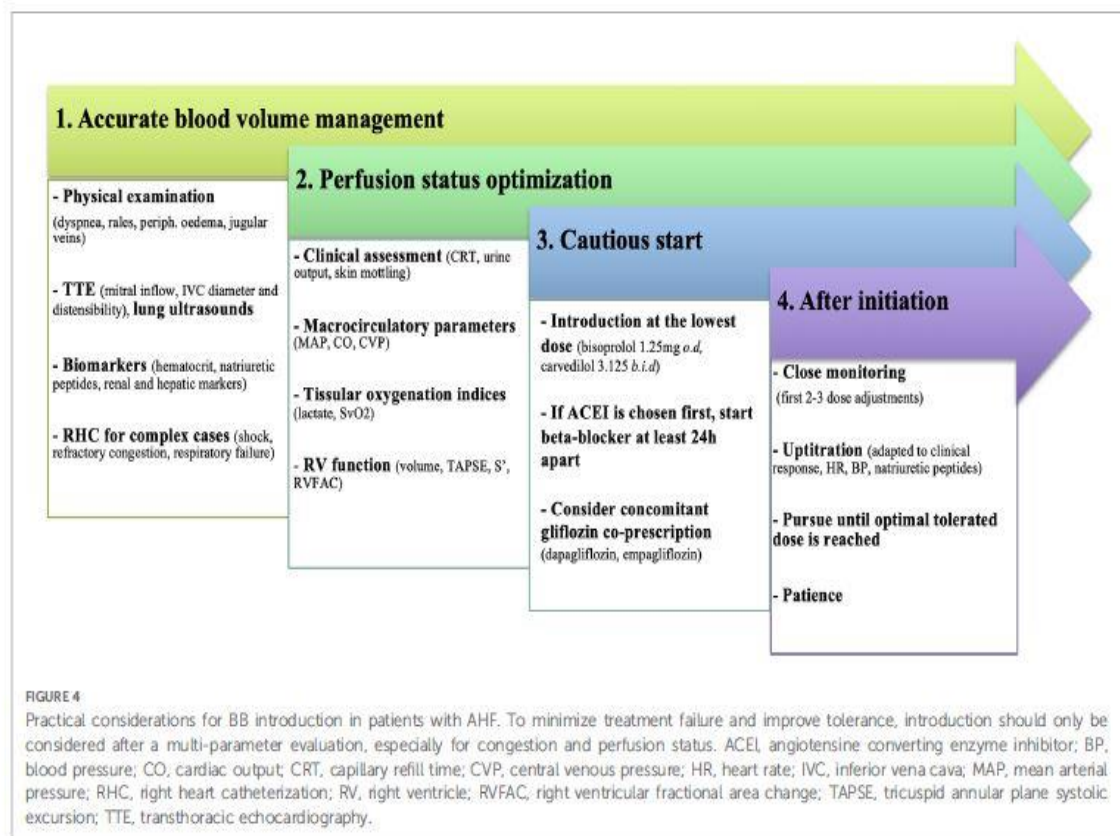 1. Accurate blood volume management
- Physical examination
(dyspnea, rales, periph. oedema, jugular
veins)
- TTE (mitral inflow, IVC diameter and
distensibility), lung ultrasounds
- Biomarkers (hematocrit, natriuretic
peptides, renal and hepatic markers)
- RHC for complex cases (shock,
refractory congestion, respiratory failure)
2. Perfusion status optimization
- Clinical assessment (CRT, urine
output, skin mottling)
- Macrocirculatory parameters
(MAP, CO, CVP)
- Tissular oxygenation indices
(lactate, SvO2)
- RV function (volume, TAPSE, S',
RVFAC)
3. Cautious start
- Introduction at the lowest
dose (bisoprolol 1.25mg o.d,
carvedilol 3.125 b.i.d)
- If ACEI is chosen first, start
beta-blocker at least 24h
apart
- Consider concomitant
gliflozin co-prescription
(dapagliflozin, empagliflozin)
4. After initiation
- Close monitoring
(first 2-3 dose adjustments)
- Uptitration (adapted to clinical
response, HR, BP, natriuretic peptides)
- Pursue until optimal tolerated
dose is reached
- Patience
FIGURE 4
Practical considerations for BB introduction in patients with AHF. To minimize treatment failure and improve tolerance, introduction should only be
considered after a multi-parameter evaluation, especially for congestion and perfusion status. ACEI, angiotensine converting enzyme inhibitor; BP,
blood pressure; CO, cardiac output; CRT, capillary refill time; CVP, central venous pressure; HR, heart rate; IVC, inferior vena cava; MAP, mean arterial
pressure; RHC, right heart catheterization; RV, right ventricle; RVFAC, right ventricular fractional area change; TAPSE, tricuspid annular plane systolic
excursion; TTE, transthoracic echocardiography.